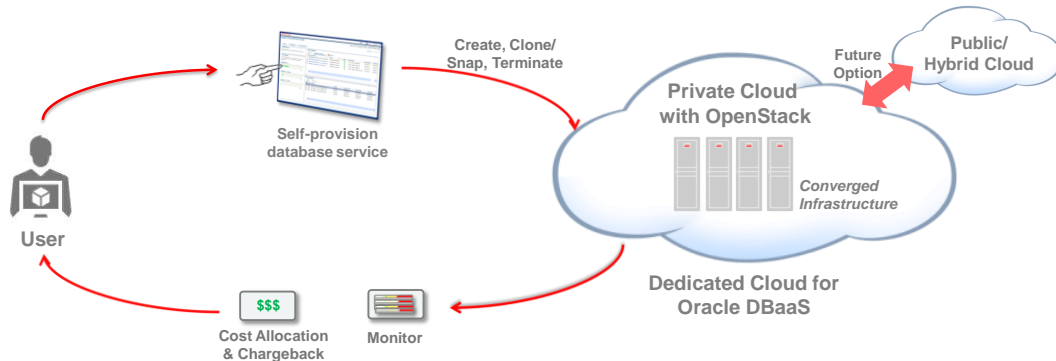 Create, Clone/
Snap, Terminate
Future
Option
Public/
Hybrid Cloud
Private Cloud
with OpenStack
Self-provision
database service
Converged
Infrastructure
User
Dedicated Cloud for
Oracle DBaaS
$$$
Cost Allocation
& Chargeback
Monitor